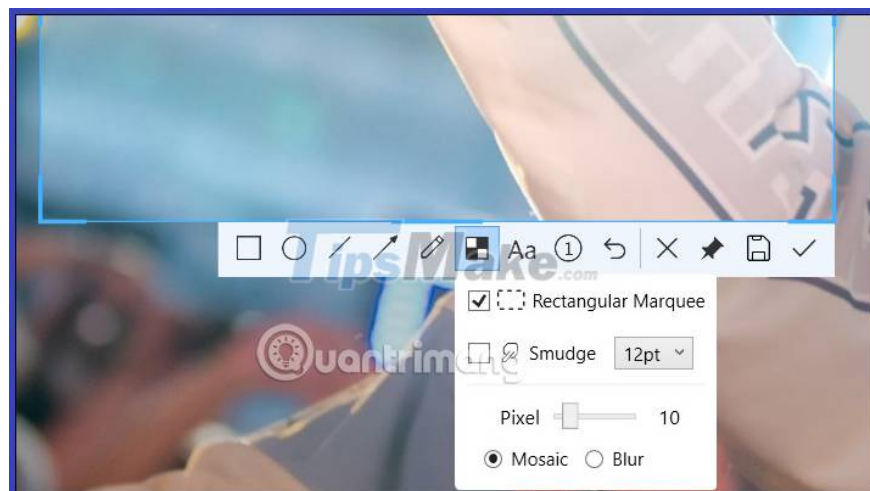 Aa 1
TipsMake.com
Rectangular Marquee
Quantrimang
Smudge 12pt
Pixel 10
Mosaic Blur